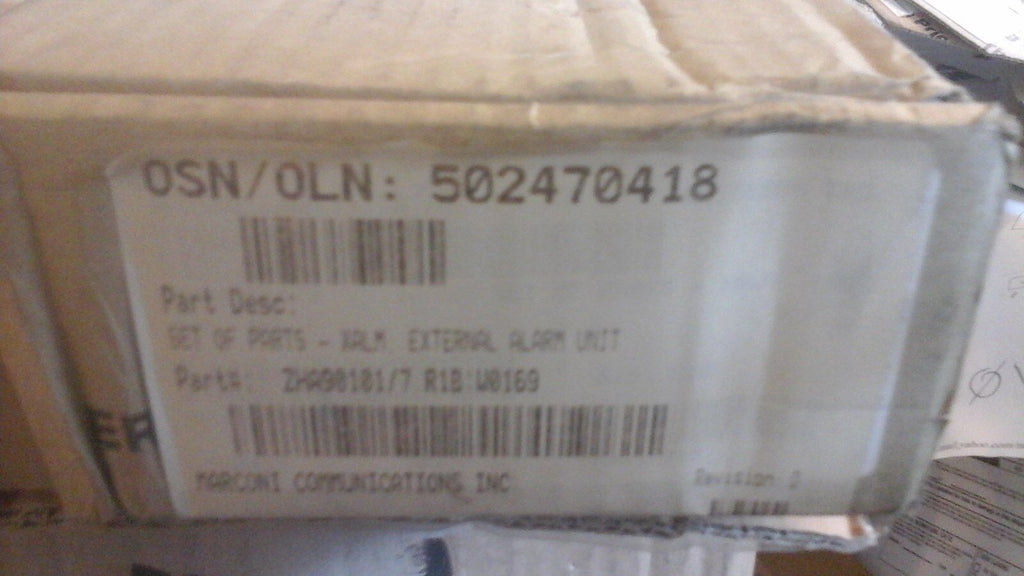 OSN/OLN: 502470418
Part Desc:
SET OF PARTS - XALM EXTERNAL ALARM UNIT
Part#: ZHA90101/7 R1B:W0169
MARCONI COMMUNICATIONS INC
Revision 2